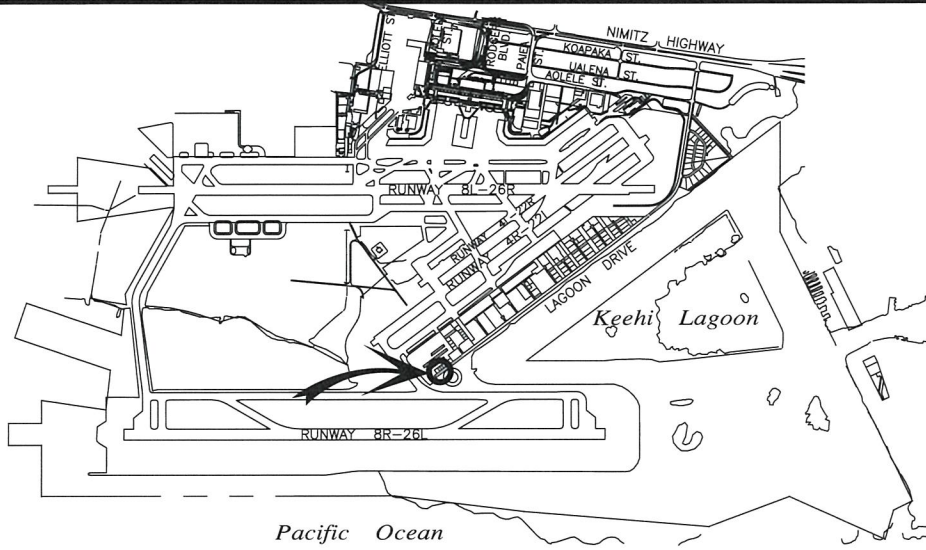 NIMITZ HIGHWAY
ELLIOTT ST.
RODGERS BLVD
PAIEA ST.
KOAPAKA ST.
UALENA ST.
AOLELE ST.
RUNWAY 8L-26R
RUNWAY 4L-22R
RUNWAY 4R-22L
LAGOON DRIVE
Keehi Lagoon
RUNWAY 8R-26L
Pacific Ocean